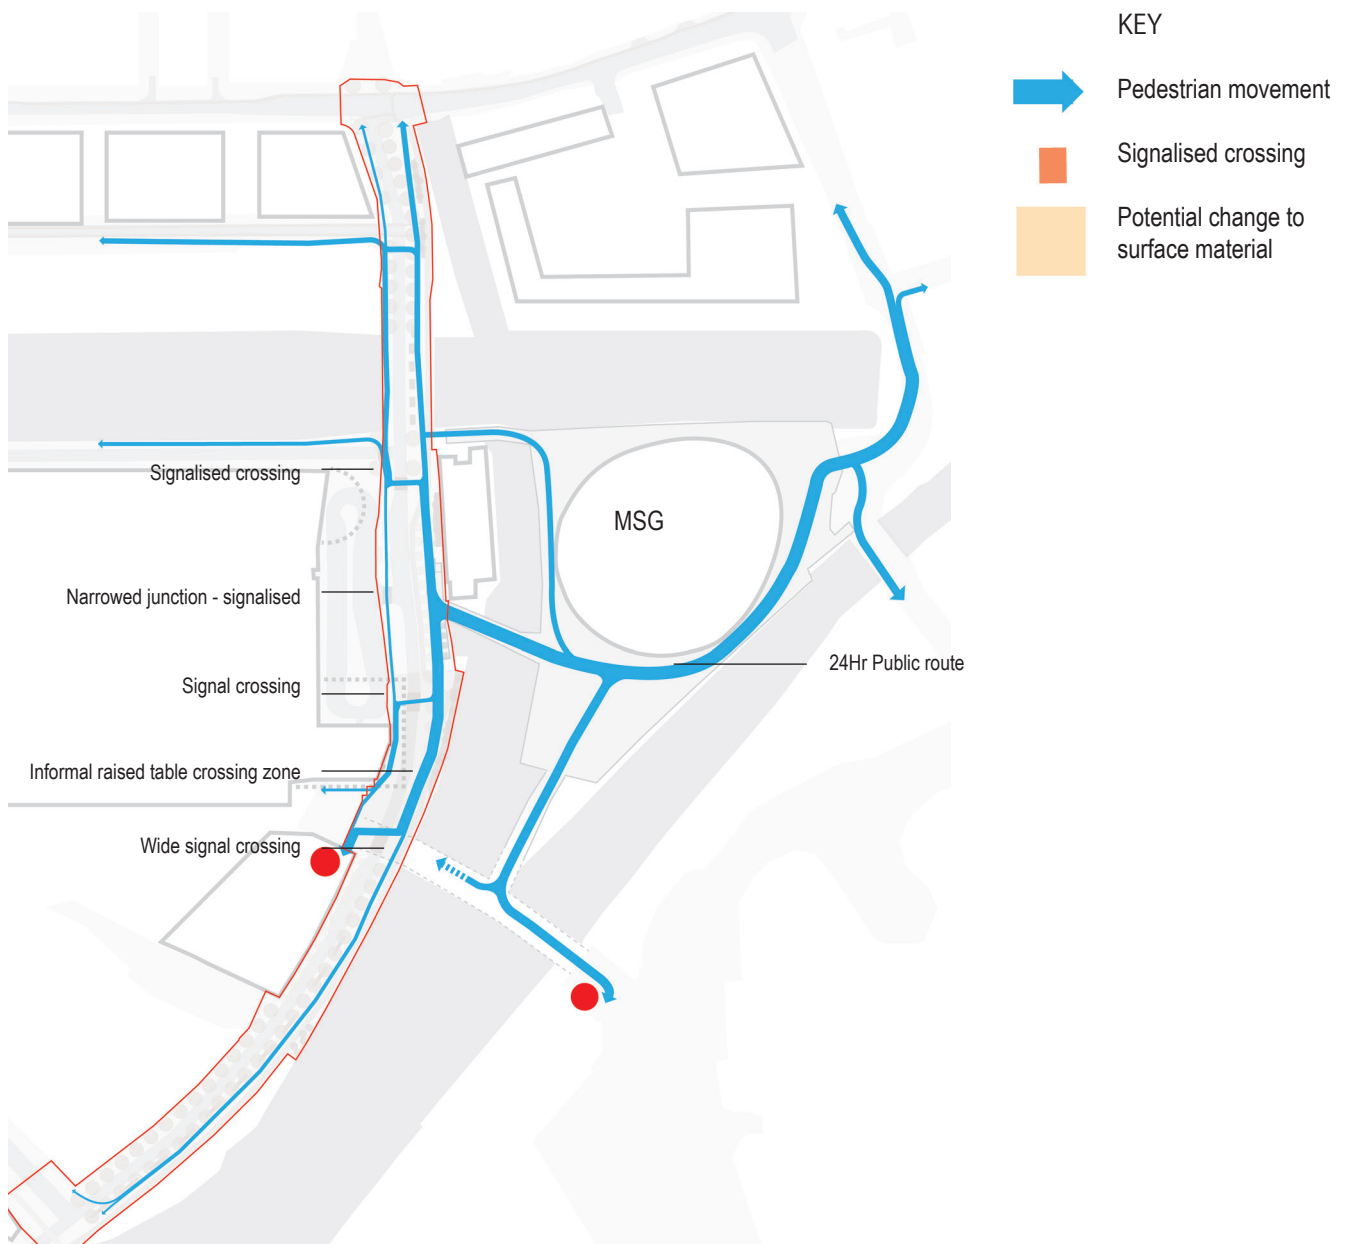 KEY
Pedestrian movement
Signalised crossing
Potential change to
surface material
Signalised crossing
MSG
Narrowed junction - signalised
24Hr Public route
Signal crossing
Informal raised table crossing zone
Wide signal crossing